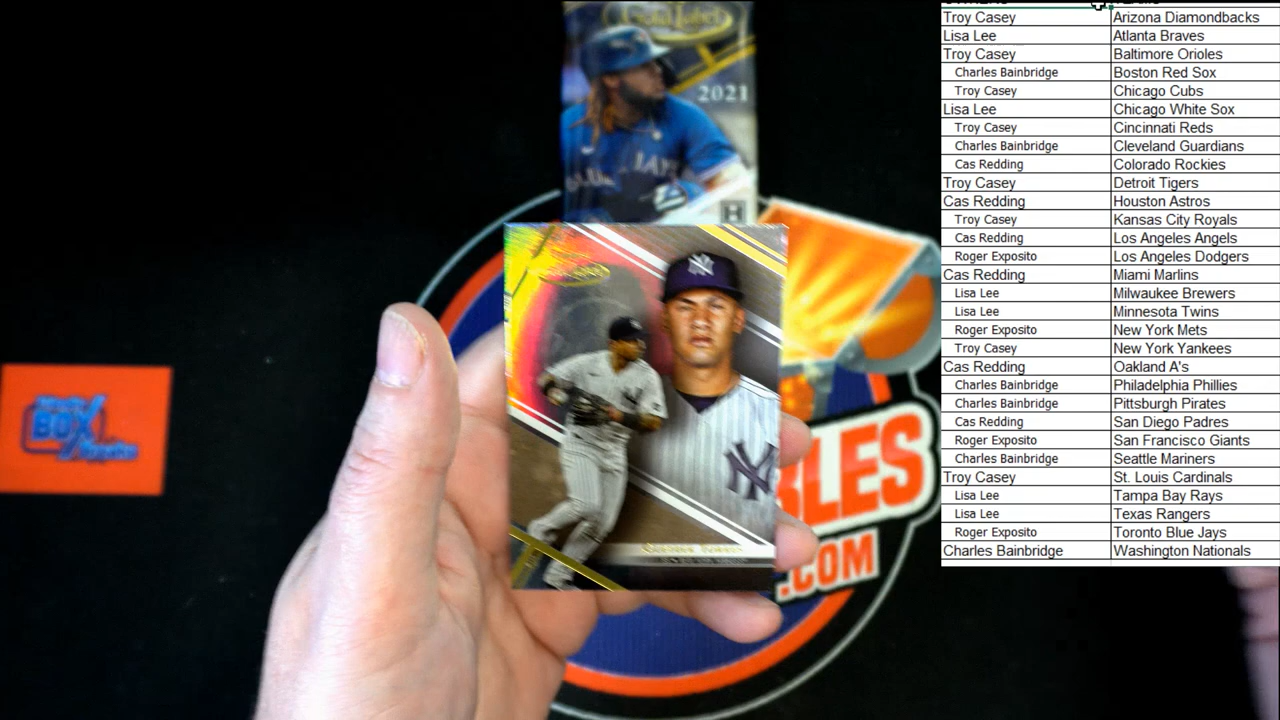 Gold Label
2021
Troy Casey Arizona Diamondbacks
Lisa Lee Atlanta Braves
Troy Casey Baltimore Orioles
Charles Bainbridge Boston Red Sox
Troy Casey Chicago Cubs
Lisa Lee Chicago White Sox
Troy Casey Cincinnati Reds
Charles Bainbridge Cleveland Guardians
Cas Redding Colorado Rockies
Troy Casey Detroit Tigers
Cas Redding Houston Astros
Troy Casey Kansas City Royals
Cas Redding Los Angeles Angels
Roger Exposito Los Angeles Dodgers
Cas Redding Miami Marlins
Lisa Lee Milwaukee Brewers
Lisa Lee Minnesota Twins
Roger Exposito New York Mets
Troy Casey New York Yankees
Cas Redding Oakland A's
Charles Bainbridge Philadelphia Phillies
Charles Bainbridge Pittsburgh Pirates
Cas Redding San Diego Padres
Roger Exposito San Francisco Giants
Charles Bainbridge Seattle Mariners
Troy Casey St. Louis Cardinals
Lisa Lee Tampa Bay Rays
Lisa Lee Texas Rangers
Roger Exposito Toronto Blue Jays
Charles Bainbridge Washington Nationals
H
NY
NY
BOX
BLES
.COM